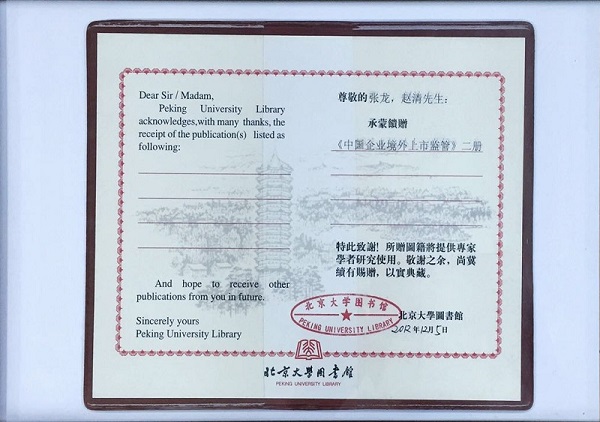 Dear Sir / Madam,
Peking University Library
acknowledges,with many thanks, the
receipt of the publication(s) listed as
following:
And hope to receive other
publications from you in future.
Sincerely yours
Peking University Library
尊敬的张龙，赵清先生：
承蒙饋贈
《中国企业境外上市监管》二册
特此致謝！所贈圖籍將提供專家
學者研究使用。敬謝之余，尚冀
續有賜贈，以實典藏。
北京大學圖書館
2012年12月5日
北京大学图书馆
PEKING UNIVERSITY LIBRARY
北京大學圖書館
PEKING UNIVERSITY LIBRARY